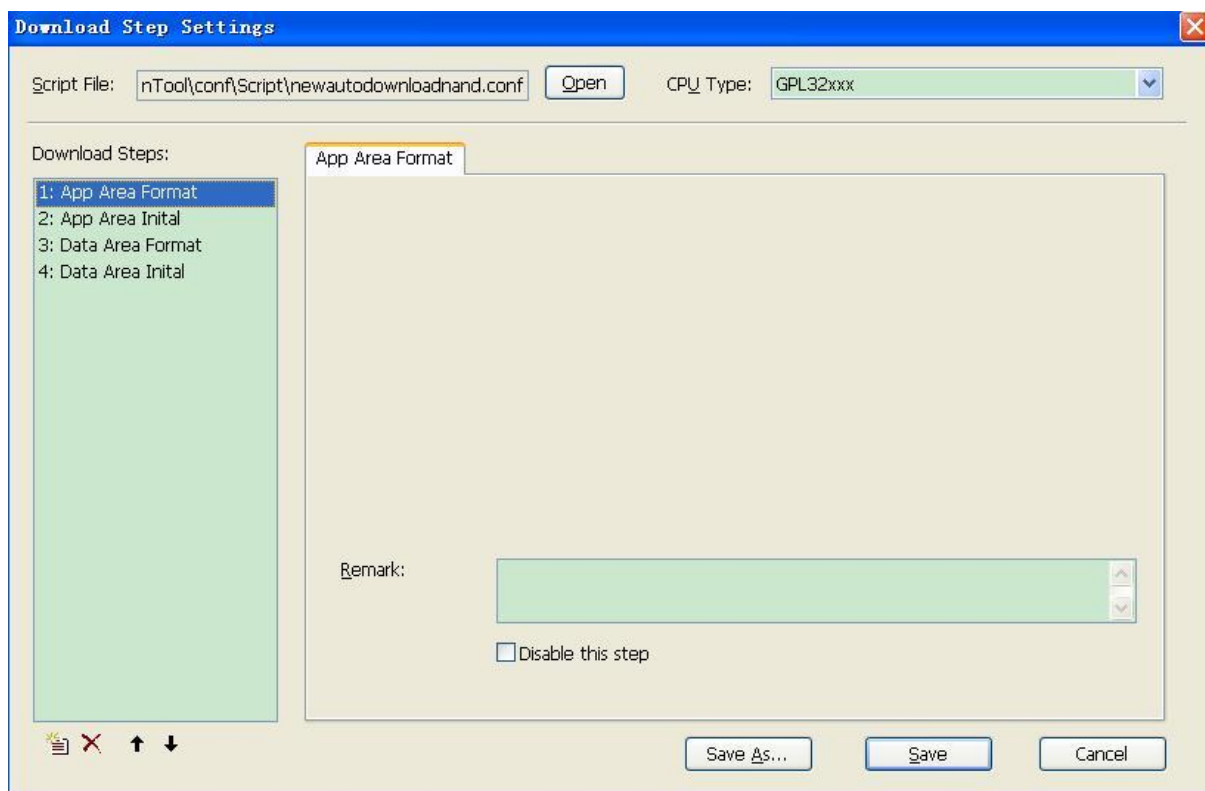 Download Step Settings
Script File: nTool\conf\Script\newautodownloadnand.conf Open CPU Type: GPL32xxx
Download Steps:
App Area Format
1: App Area Format
2: App Area Inital
3: Data Area Format
4: Data Area Inital
Remark:
Disable this step
Save As... Save Cancel